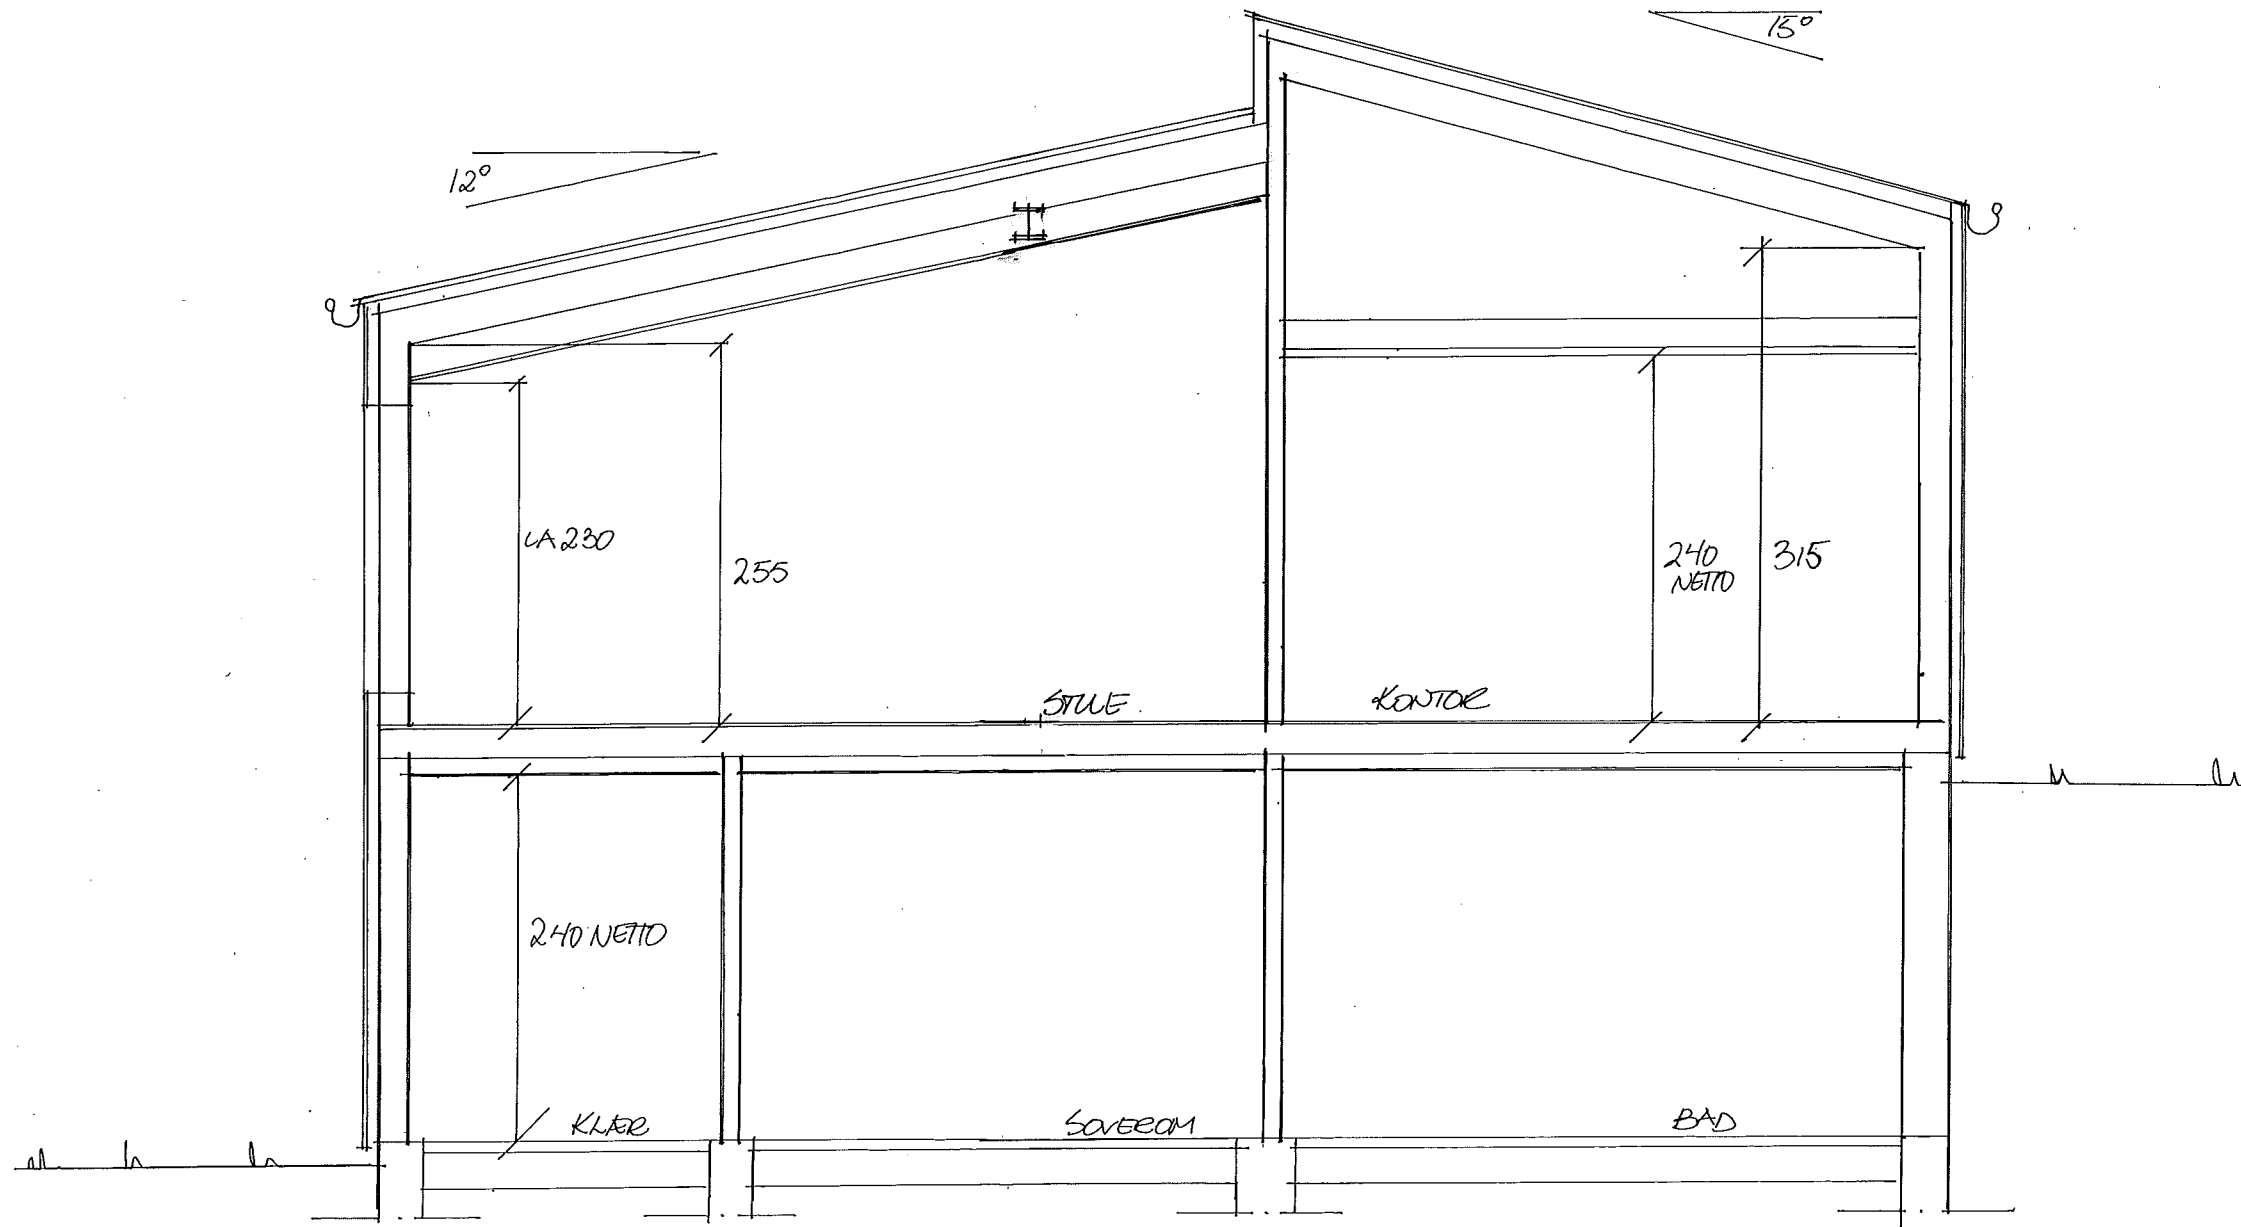 15°
12°
CA 230
255
240
NETTO
315
STUE
KONTOR
240 NETTO
KLÆR
SOVEROM
BAD